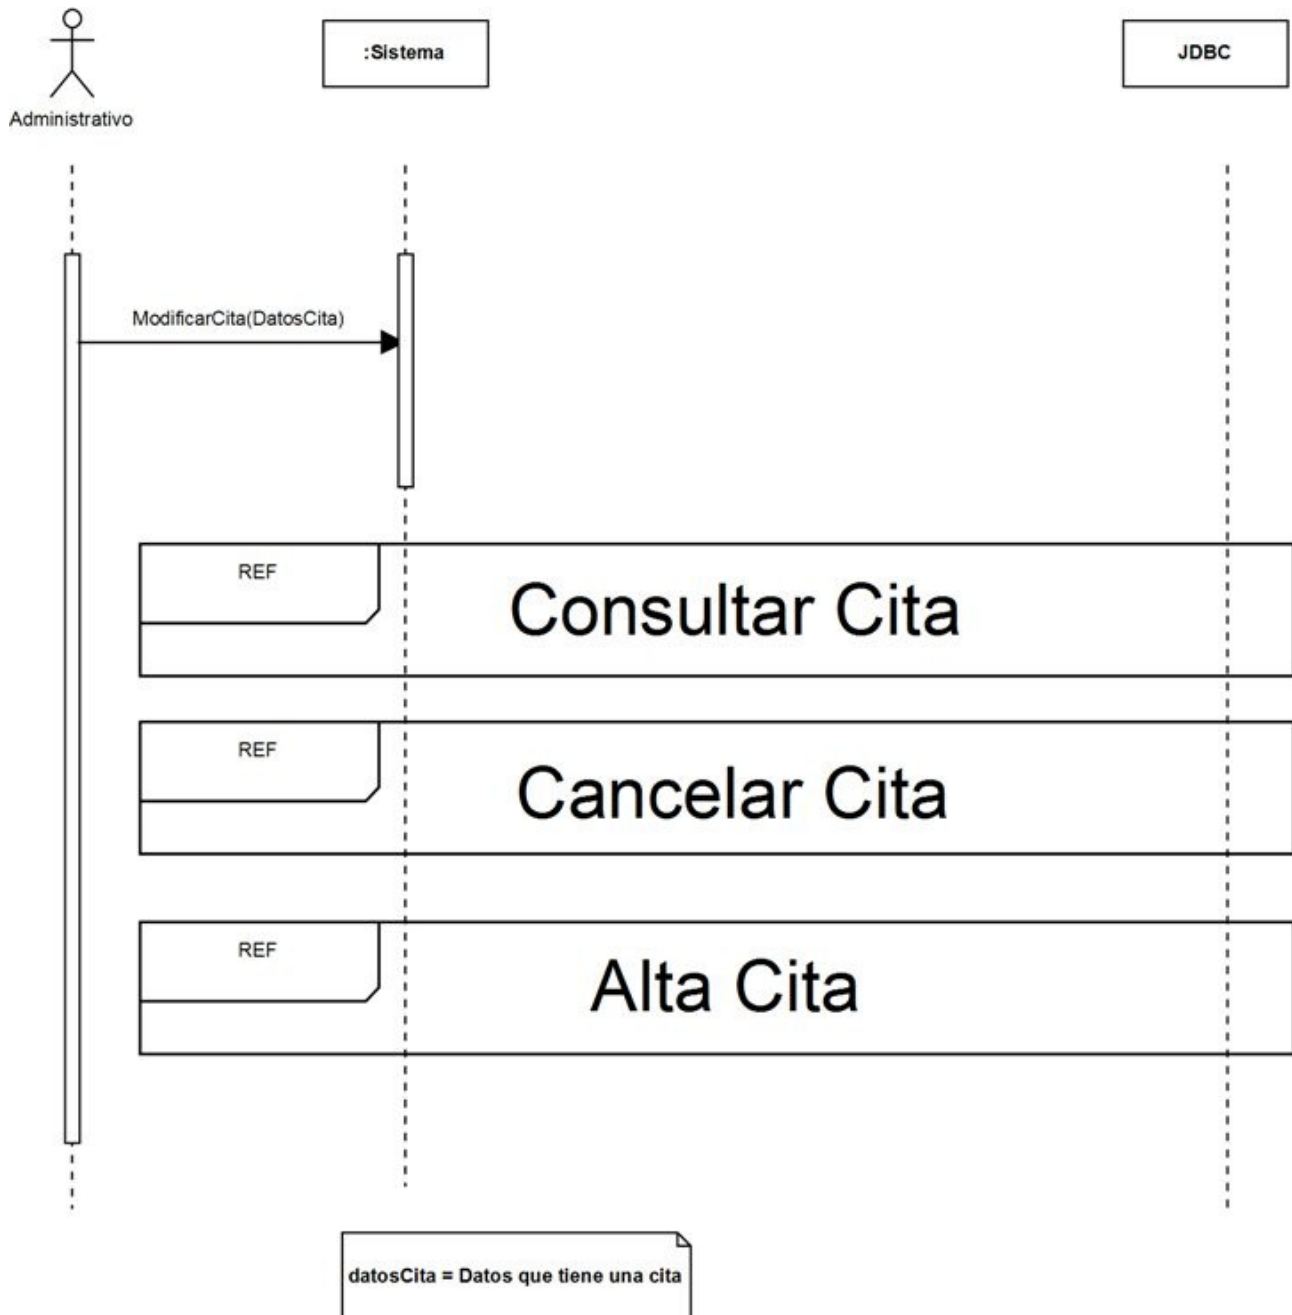 :Sistema
JDBC
Administrativo
ModificarCita(DatosCita)
REF
Consultar Cita
REF
Cancelar Cita
REF
Alta Cita
datosCita = Datos que tiene una cita